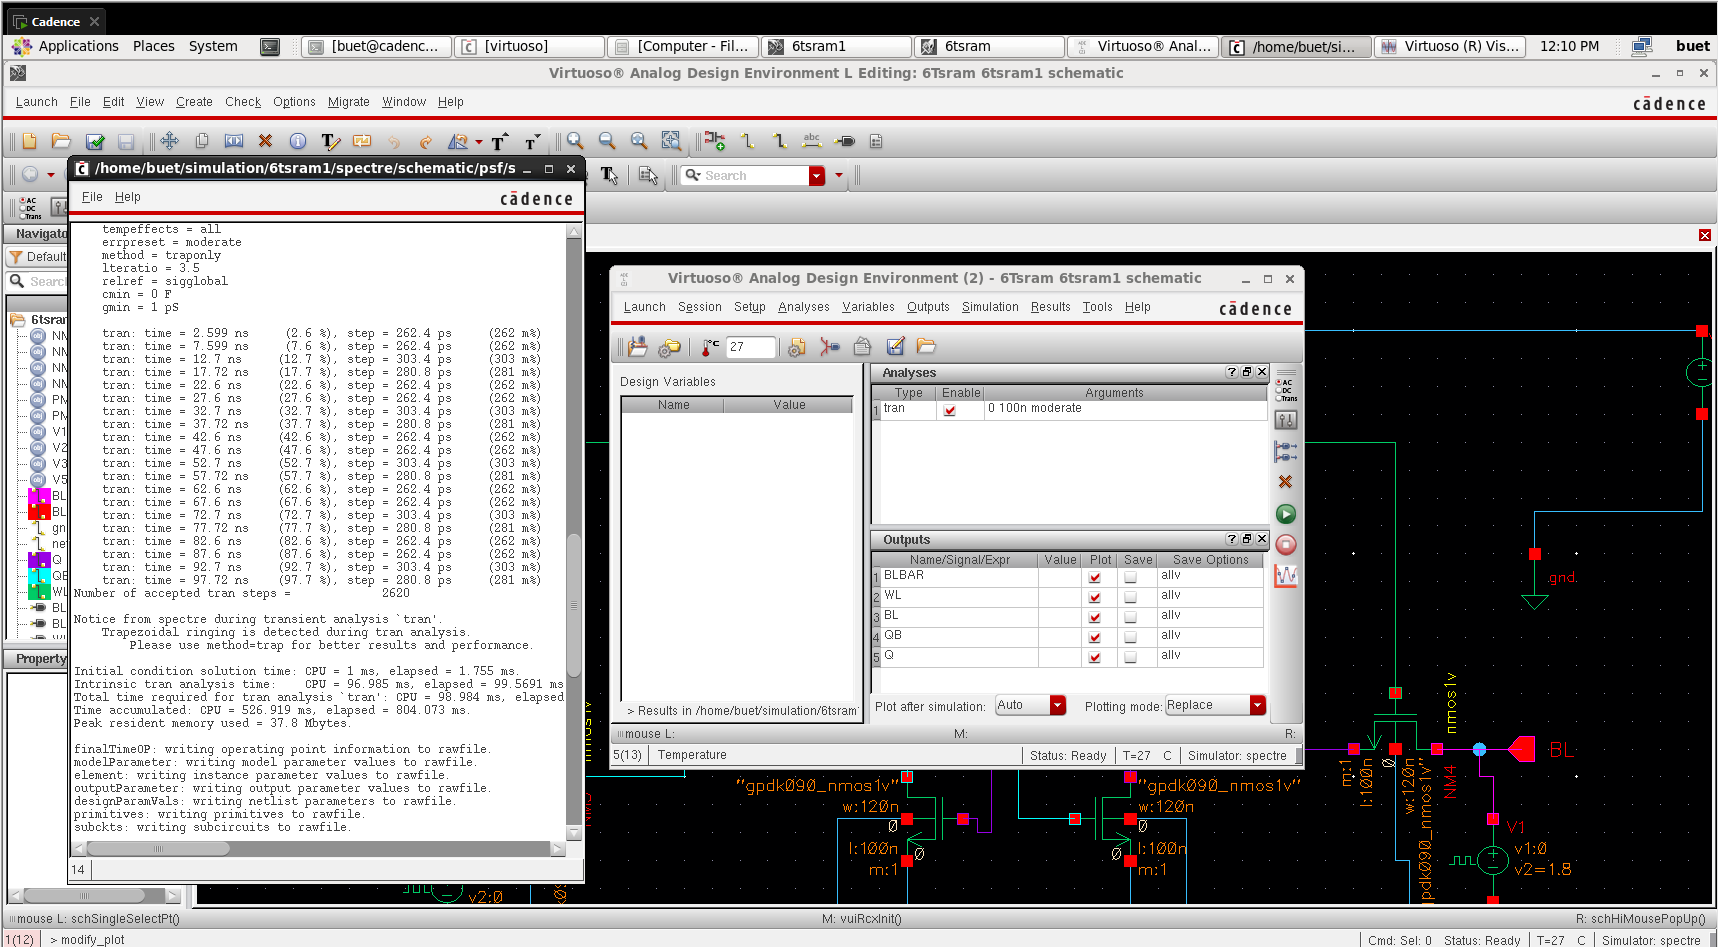 Cadence
Applications Places System
[buet@cadenc...
[virtuoso]
[Computer - Fil...
6tsram1
6tsram
Virtuoso® Anal...
/home/buet/si...
Virtuoso (R) Vis...
12:10 PM
buet
Virtuoso® Analog Design Environment L Editing: 6Tsram 6tsram1 schematic
Launch File Edit View Create Check Options Migrate Window Help
cādence
abc
Search
AC
DC
Trans
Navigato
Default
Searc
6tsram
NM
NM
NM
NM
PM
PM
V1
V2
V3
V5
BL
BL
gn
ne
Q
QB
WL
BL
BL
Property
/home/buet/simulation/6tsram1/spectre/schematic/psf/s
File Help
cādence
tempeffects = all
errpreset = moderate
method = traponly
lteratio = 3.5
relref = sigglobal
cmin = 0 F
gmin = 1 pS
tran: time = 2.599 ns (2.6 %), step = 262.4 ps (262 m%)
tran: time = 7.599 ns (7.6 %), step = 262.4 ps (262 m%)
tran: time = 12.7 ns (12.7 %), step = 303.4 ps (303 m%)
tran: time = 17.72 ns (17.7 %), step = 280.8 ps (281 m%)
tran: time = 22.6 ns (22.6 %), step = 262.4 ps (262 m%)
tran: time = 27.6 ns (27.6 %), step = 262.4 ps (262 m%)
tran: time = 32.7 ns (32.7 %), step = 303.4 ps (303 m%)
tran: time = 37.72 ns (37.7 %), step = 280.8 ps (281 m%)
tran: time = 42.6 ns (42.6 %), step = 262.4 ps (262 m%)
tran: time = 47.6 ns (47.6 %), step = 262.4 ps (262 m%)
tran: time = 52.7 ns (52.7 %), step = 303.4 ps (303 m%)
tran: time = 57.72 ns (57.7 %), step = 280.8 ps (281 m%)
tran: time = 62.6 ns (62.6 %), step = 262.4 ps (262 m%)
tran: time = 67.6 ns (67.6 %), step = 262.4 ps (262 m%)
tran: time = 72.7 ns (72.7 %), step = 303.4 ps (303 m%)
tran: time = 77.72 ns (77.7 %), step = 280.8 ps (281 m%)
tran: time = 82.6 ns (82.6 %), step = 262.4 ps (262 m%)
tran: time = 87.6 ns (87.6 %), step = 262.4 ps (262 m%)
tran: time = 92.7 ns (92.7 %), step = 303.4 ps (303 m%)
tran: time = 97.72 ns (97.7 %), step = 280.8 ps (281 m%)
Number of accepted tran steps = 2620
Notice from spectre during transient analysis `tran'.
Trapezoidal ringing is detected during tran analysis.
Please use method=trap for better results and performance.
Initial condition solution time: CPU = 1 ms, elapsed = 1.755 ms.
Intrinsic tran analysis time: CPU = 96.985 ms, elapsed = 99.5691
Total time required for tran analysis `tran': CPU = 98.984 ms, elapsed
Time accumulated: CPU = 526.919 ms, elapsed = 804.073 ms.
Peak resident memory used = 37.8 Mbytes.
finalTimeOP: writing operating point information to rawfile.
modelParameter: writing model parameter values to rawfile.
element: writing instance parameter values to rawfile.
outputParameter: writing output parameter values to rawfile.
designParamVals: writing netlist parameters to rawfile.
primitives: writing primitives to rawfile.
subckts: writing subcircuits to rawfile.
14
Virtuoso® Analog Design Environment (2) - 6Tsram 6tsram1 schematic
Launch Session Setup Analyses Variables Outputs Simulation Results Tools Help
cādence
27
Design Variables
Name Value
> Results in /home/buet/simulation/6tsram
Analyses
Type Enable Arguments
1 tran 0 100n moderate
Outputs
Name/Signal/Expr Value Plot Save Save Options
1 BLBAR allv
2 WL allv
3 BL allv
4 QB allv
5 Q allv
Plot after simulation: Auto Plotting mode: Replace
AC
DC
Trans
mouse L: M: R:
5(13) Temperature Status: Ready T=27 C Simulator: spectre
gnd
nmos1v
BL
m:1
l:100n
0
w:120n
gpdk090_nmos1v"
NM4
V1
v1:0
v2=1.8
"gpdk090_nmos1v"
w:120n
0
l:100n
0
m:1
"gpdk090_nmos1v"
w:120n
0
l:100n
0
m:1
v2:0
mouse L: schSingleSelectPt() M: vuiRcxInit() R: schHiMousePopUp()
1(12) > modify_plot Cmd: Sel: 0 Status: Ready T=27 C Simulator: spectre